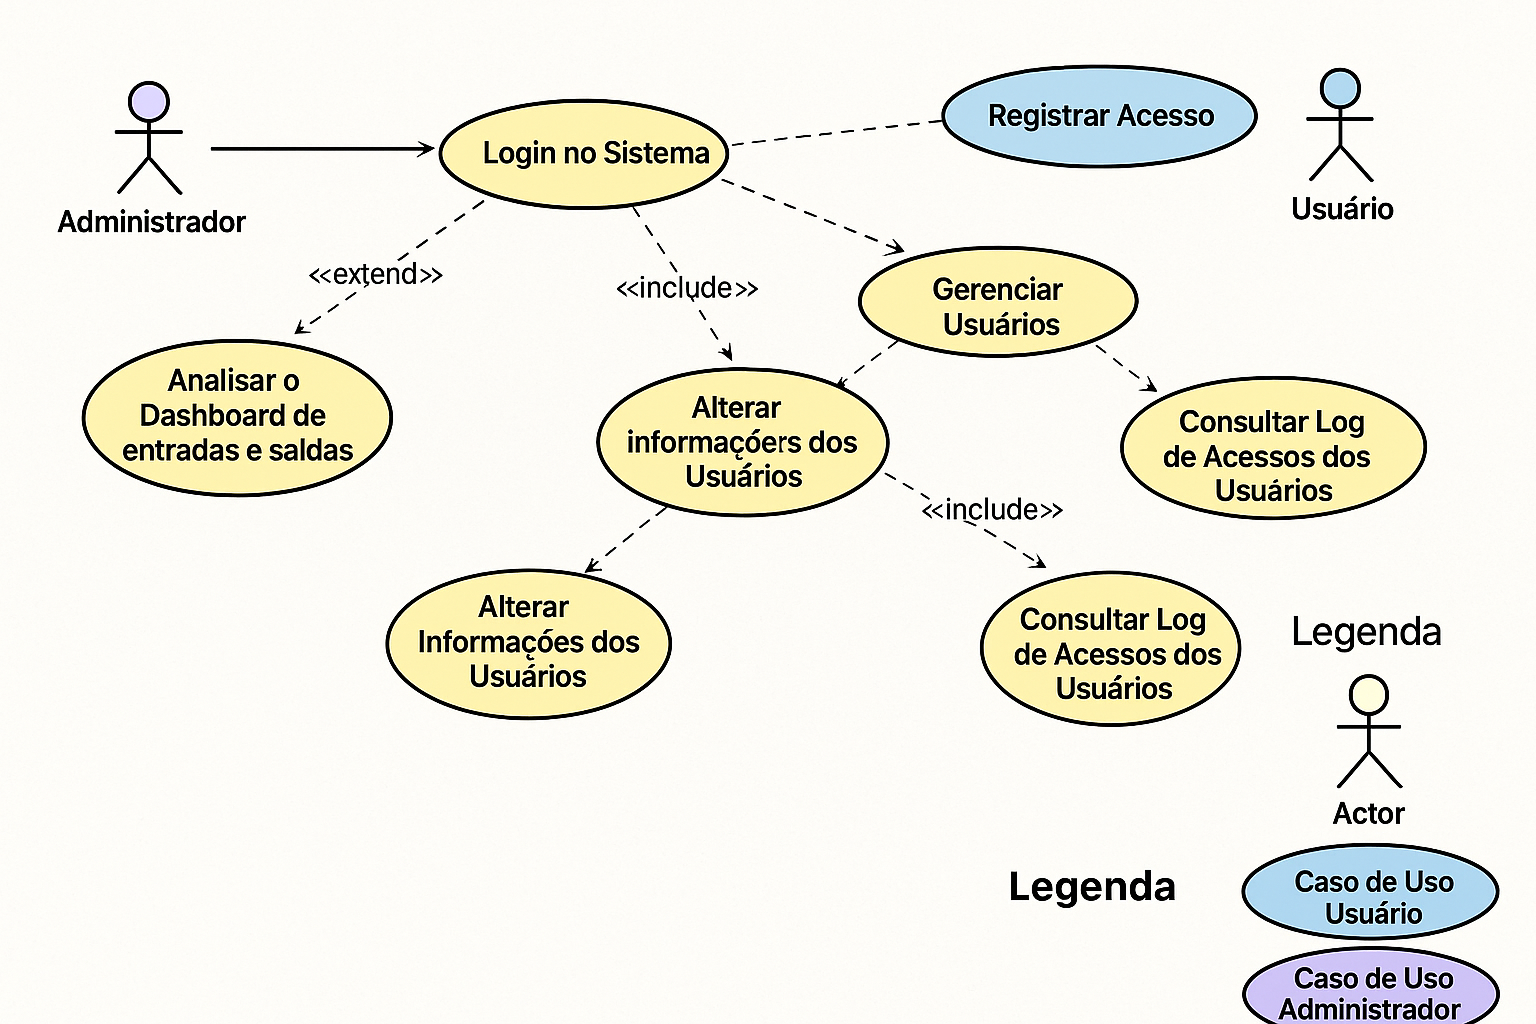 Login no Sistema
Registrar Acesso
Administrador
Usuário
<<extend>>
<<include>>
Gerenciar
Usuários
Analisar o
Dashboard de
entradas e saldas
Alterar
informaçóers dos
Usuários
Consultar Log
de Acessos dos
Usuários
<<include>>
Alterar
Informações dos
Usuários
Consultar Log
de Acessos dos
Usuários
Legenda
Actor
Legenda
Caso de Uso
Usuário
Caso de Uso
Administrador